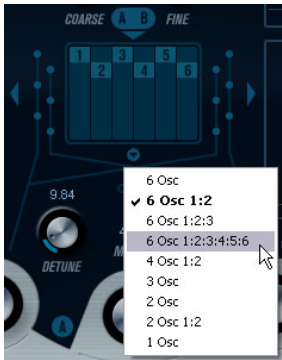 COARSE A B FINE
1 3 5
2 4 6
9.84
DETUNE
A
6 Osc
✓ 6 Osc 1:2
6 Osc 1:2:3
6 Osc 1:2:3:4:5:6
4 Osc 1:2
3 Osc
2 Osc
2 Osc 1:2
1 Osc